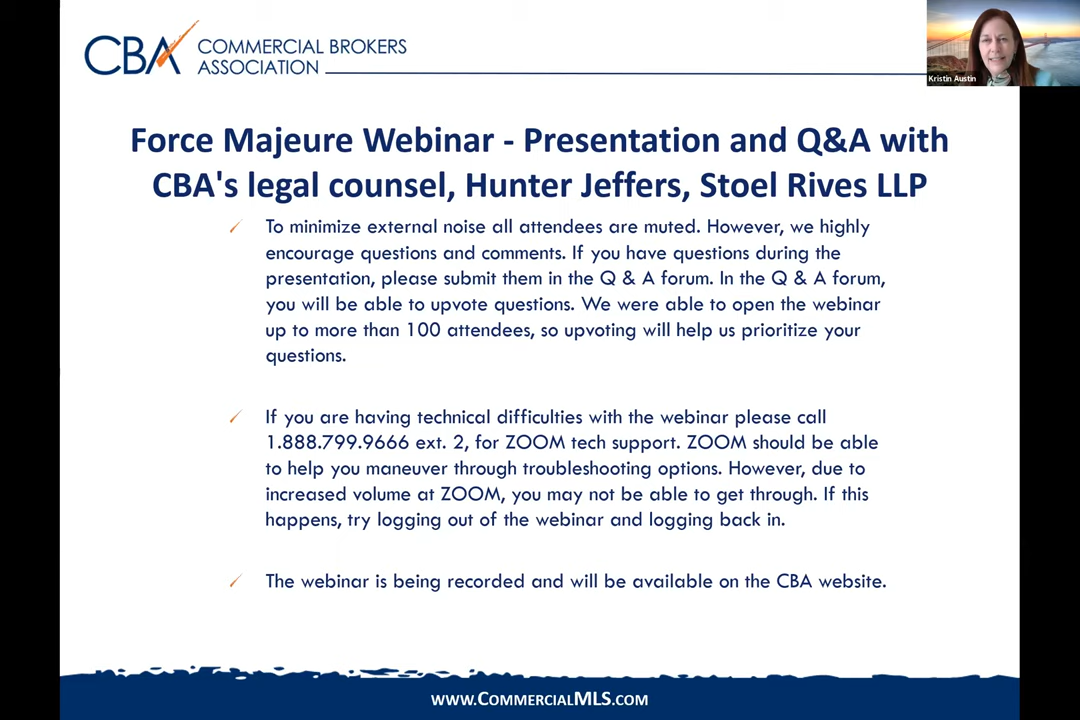 CBA COMMERCIAL BROKERS
ASSOCIATION
Kristin Austin
Force Majeure Webinar - Presentation and Q&A with
CBA's legal counsel, Hunter Jeffers, Stoel Rives LLP
To minimize external noise all attendees are muted. However, we highly
encourage questions and comments. If you have questions during the
presentation, please submit them in the Q & A forum. In the Q & A forum,
you will be able to upvote questions. We were able to open the webinar
up to more than 100 attendees, so upvoting will help us prioritize your
questions.
If you are having technical difficulties with the webinar please call
1.888.799.9666 ext. 2, for ZOOM tech support. ZOOM should be able
to help you maneuver through troubleshooting options. However, due to
increased volume at ZOOM, you may not be able to get through. If this
happens, try logging out of the webinar and logging back in.
The webinar is being recorded and will be available on the CBA website.
WWW.COMMERCIALMLS.COM